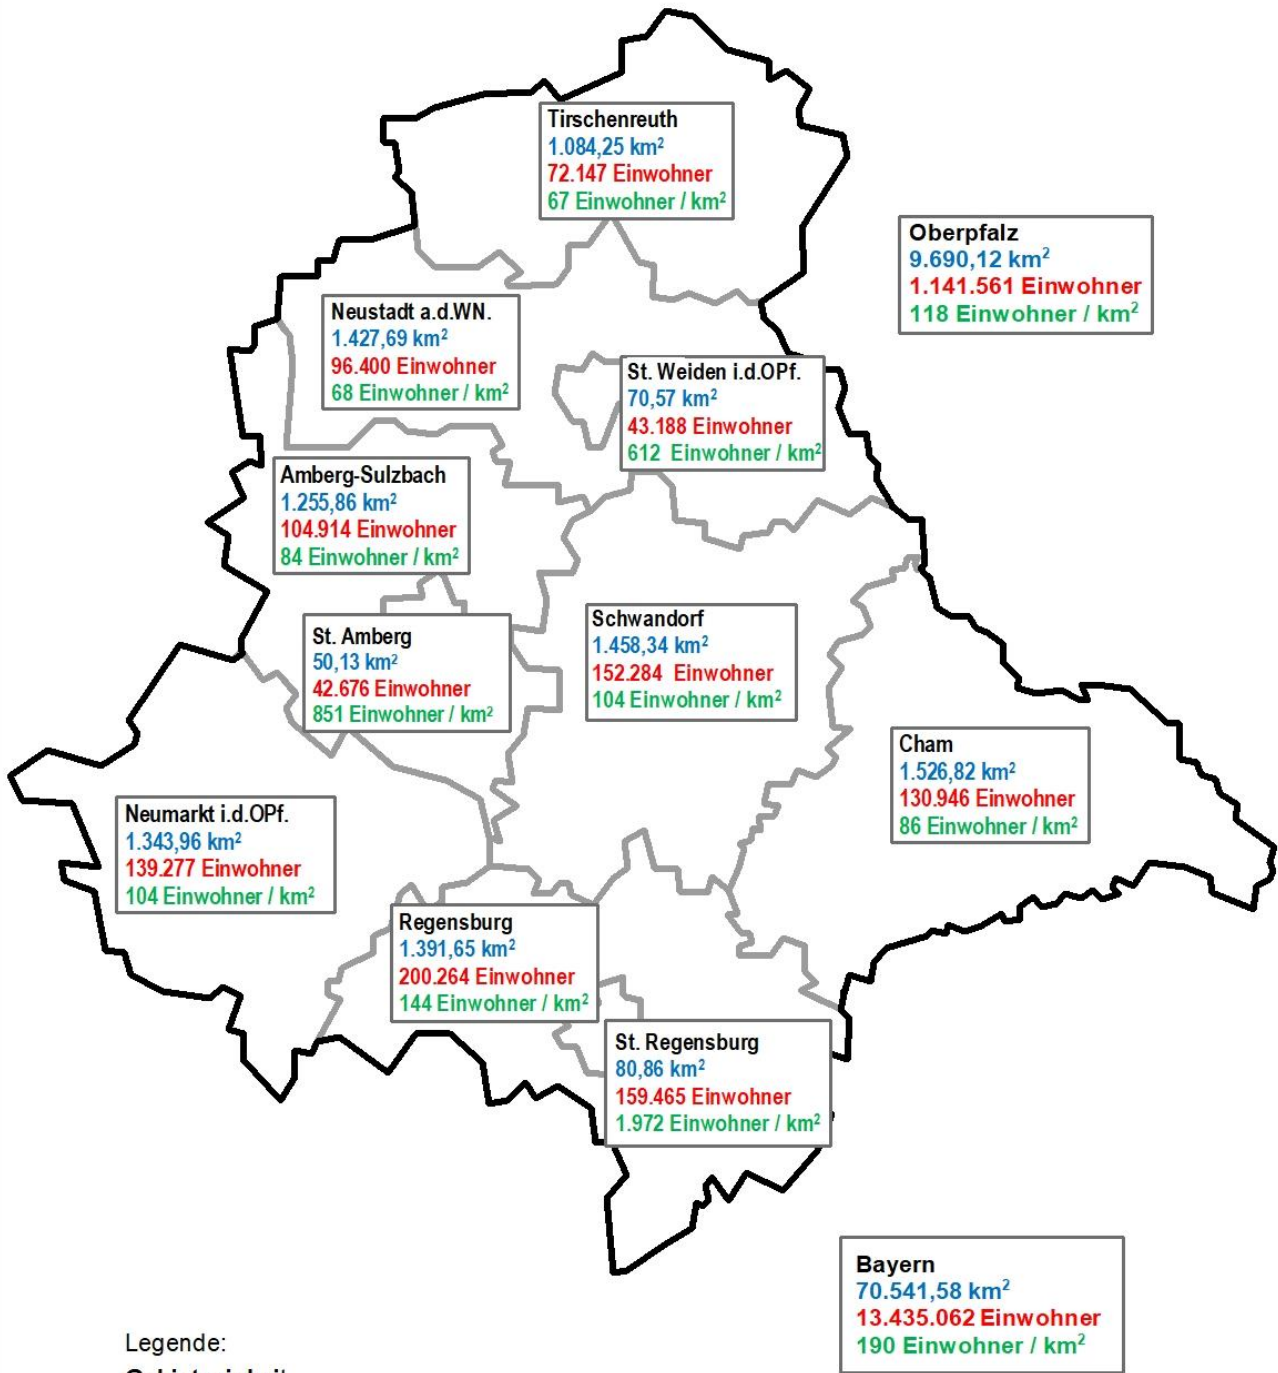 Tirschenreuth
1.084,25 km²
72.147 Einwohner
67 Einwohner / km²
Oberpfalz
9.690,12 km²
1.141.561 Einwohner
118 Einwohner / km²
Neustadt a.d.WN.
1.427,69 km²
96.400 Einwohner
68 Einwohner / km²
St. Weiden i.d.OPf.
70,57 km²
43.188 Einwohner
612 Einwohner / km²
Amberg-Sulzbach
1.255,86 km²
104.914 Einwohner
84 Einwohner / km²
St. Amberg
50,13 km²
42.676 Einwohner
851 Einwohner / km²
Schwandorf
1.458,34 km²
152.284 Einwohner
104 Einwohner / km²
Cham
1.526,82 km²
130.946 Einwohner
86 Einwohner / km²
Neumarkt i.d.OPf.
1.343,96 km²
139.277 Einwohner
104 Einwohner / km²
Regensburg
1.391,65 km²
200.264 Einwohner
144 Einwohner / km²
St. Regensburg
80,86 km²
159.465 Einwohner
1.972 Einwohner / km²
Bayern
70.541,58 km²
13.435.062 Einwohner
190 Einwohner / km²
Legende: